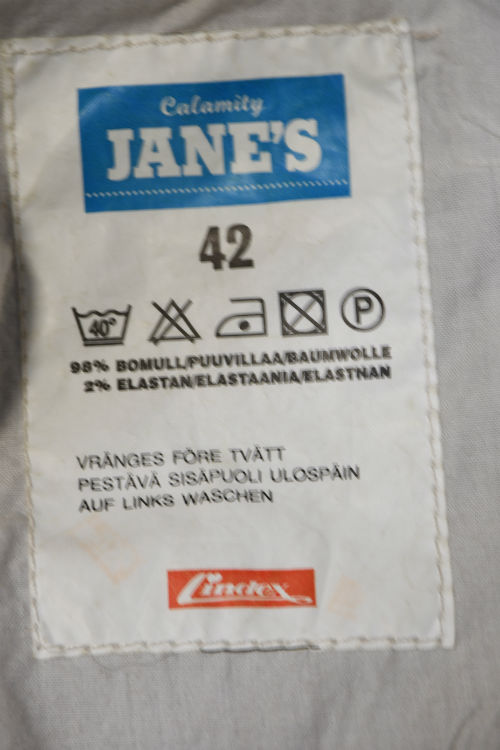 Calamity
JANE'S
42
40°
P
98% BOMULL/PUUVILLAA/BAUMWOLLE
2% ELASTAN/ELASTAANIA/ELASTHAN
VRÄNGES FÖRE TVÄTT
PESTÄVÄ SISÄPUOLI ULOSPÄIN
AUF LINKS WASCHEN
Lindex